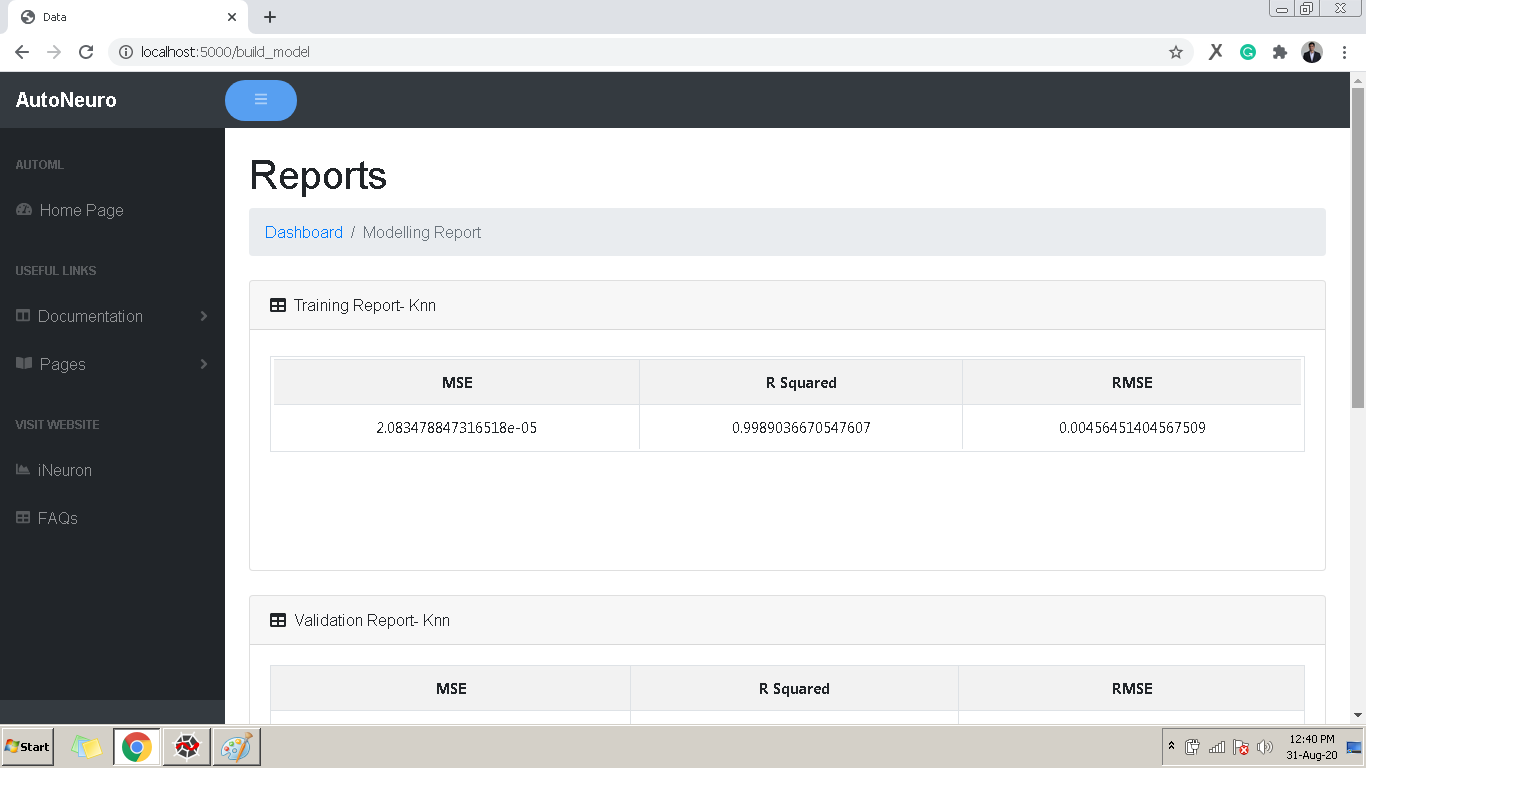 Data
localhost:5000/build_model
AutoNeuro
AUTOML
Home Page
USEFUL LINKS
Documentation
Pages
VISIT WEBSITE
iNeuron
FAQs
Reports
Dashboard / Modelling Report
Training Report- Knn
MSE R Squared RMSE
2.083478847316518e-05 0.9989036670547607 0.00456451404567509
Validation Report- Knn
MSE R Squared RMSE
Start
12:40 PM
31-Aug-20